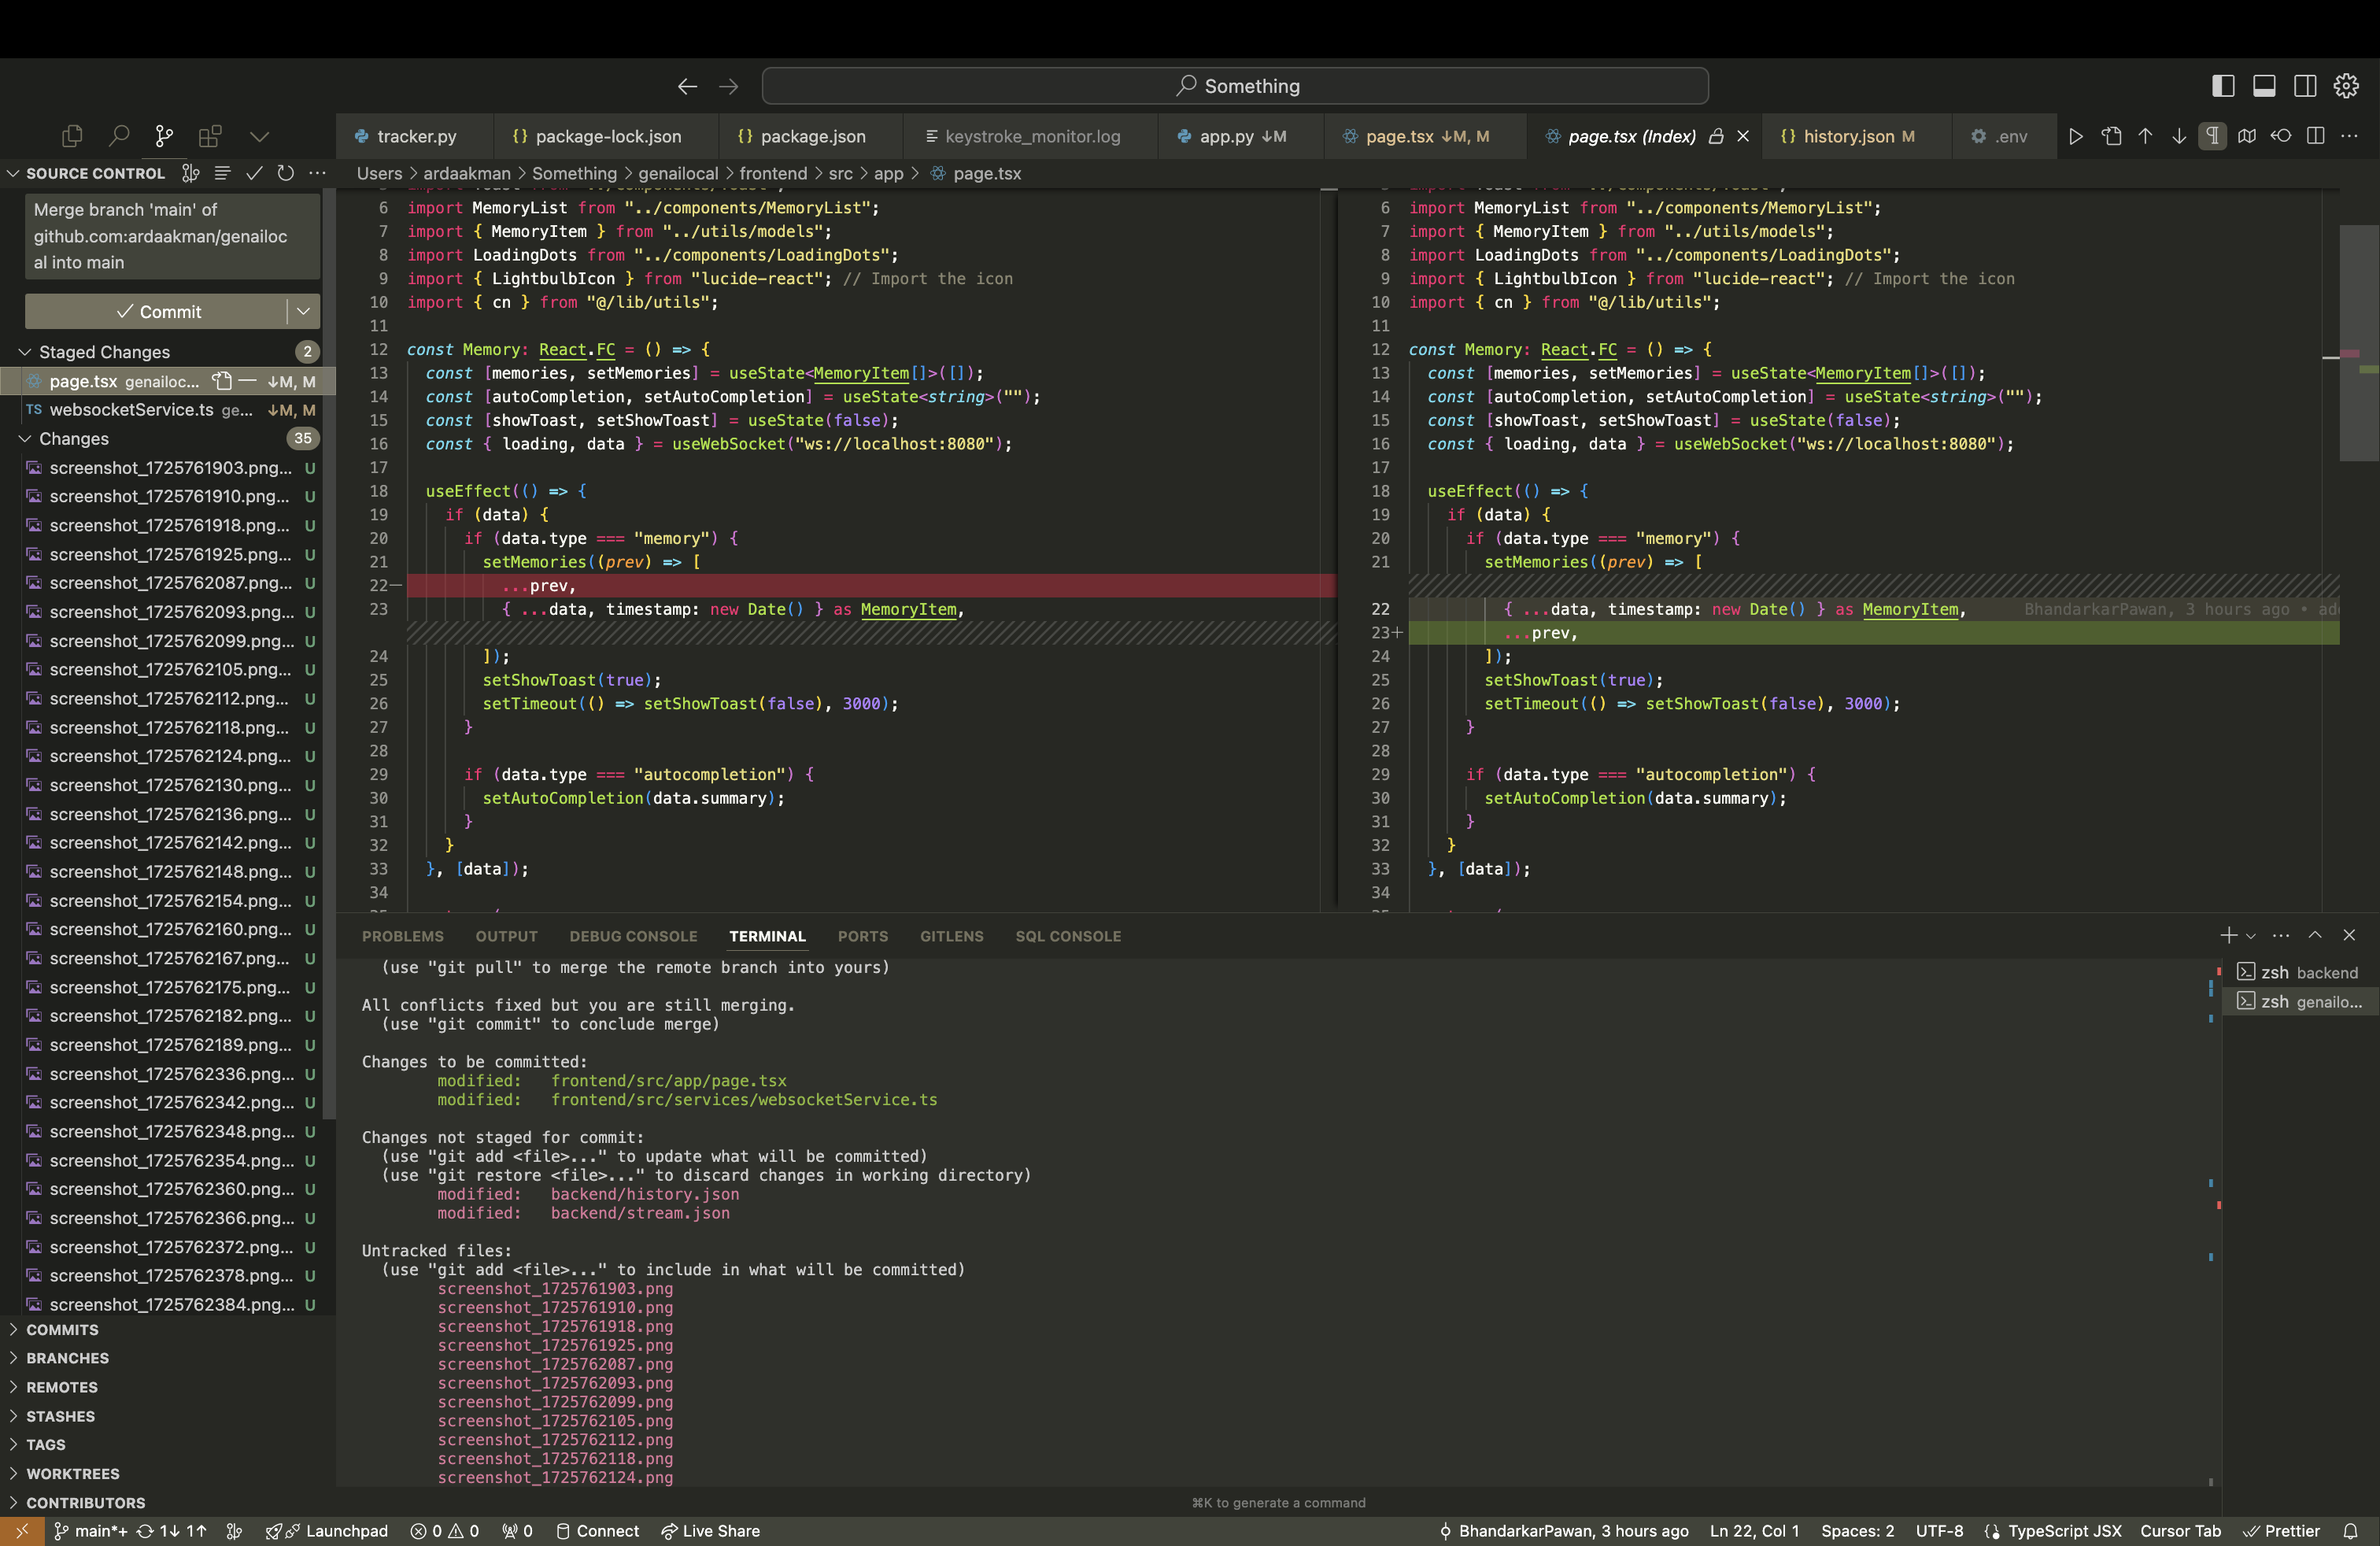 Something
tracker.py
package-lock.json
package.json
keystroke_monitor.log
app.py ↓M
page.tsx ↓M, M
page.tsx (Index)
history.json M
.env
SOURCE CONTROL
Users > ardaakman > Something > genailocal > frontend > src > app > page.tsx
Merge branch 'main' of
github.com:ardaakman/genailoc
al into main
Commit
Staged Changes 2
page.tsx genailoc... ↓M, M
TS websocketService.ts ge... ↓M, M
Changes 35
screenshot_1725761903.png... U
screenshot_1725761910.png... U
screenshot_1725761918.png... U
screenshot_1725761925.png... U
screenshot_1725762087.png... U
screenshot_1725762093.png... U
screenshot_1725762099.png... U
screenshot_1725762105.png... U
screenshot_1725762112.png... U
screenshot_1725762118.png... U
screenshot_1725762124.png... U
screenshot_1725762130.png... U
screenshot_1725762136.png... U
screenshot_1725762142.png... U
screenshot_1725762148.png... U
screenshot_1725762154.png... U
screenshot_1725762160.png... U
screenshot_1725762167.png... U
screenshot_1725762175.png... U
screenshot_1725762182.png... U
screenshot_1725762189.png... U
screenshot_1725762336.png... U
screenshot_1725762342.png... U
screenshot_1725762348.png... U
screenshot_1725762354.png... U
screenshot_1725762360.png... U
screenshot_1725762366.png... U
screenshot_1725762372.png... U
screenshot_1725762378.png... U
screenshot_1725762384.png... U
COMMITS
BRANCHES
REMOTES
STASHES
TAGS
WORKTREES
CONTRIBUTORS
6 import MemoryList from "../components/MemoryList";
7 import { MemoryItem } from "../utils/models";
8 import LoadingDots from "../components/LoadingDots";
9 import { LightbulbIcon } from "lucide-react"; // Import the icon
10 import { cn } from "@/lib/utils";
11
12 const Memory: React.FC = () => {
13 const [memories, setMemories] = useState<MemoryItem[]>([]);
14 const [autoCompletion, setAutoCompletion] = useState<string>("");
15 const [showToast, setShowToast] = useState(false);
16 const { loading, data } = useWebSocket("ws://localhost:8080");
17
18 useEffect(() => {
19 if (data) {
20 if (data.type === "memory") {
21 setMemories((prev) => [
22— ...prev,
23 { ...data, timestamp: new Date() } as MemoryItem,
24 ]);
25 setShowToast(true);
26 setTimeout(() => setShowToast(false), 3000);
27 }
28
29 if (data.type === "autocompletion") {
30 setAutoCompletion(data.summary);
31 }
32 }
33 }, [data]);
34
6 import MemoryList from "../components/MemoryList";
7 import { MemoryItem } from "../utils/models";
8 import LoadingDots from "../components/LoadingDots";
9 import { LightbulbIcon } from "lucide-react"; // Import the icon
10 import { cn } from "@/lib/utils";
11
12 const Memory: React.FC = () => {
13 const [memories, setMemories] = useState<MemoryItem[]>([]);
14 const [autoCompletion, setAutoCompletion] = useState<string>("");
15 const [showToast, setShowToast] = useState(false);
16 const { loading, data } = useWebSocket("ws://localhost:8080");
17
18 useEffect(() => {
19 if (data) {
20 if (data.type === "memory") {
21 setMemories((prev) => [
22 { ...data, timestamp: new Date() } as MemoryItem, BhandarkarPawan, 3 hours ago •
23+ ...prev,
24 ]);
25 setShowToast(true);
26 setTimeout(() => setShowToast(false), 3000);
27 }
28
29 if (data.type === "autocompletion") {
30 setAutoCompletion(data.summary);
31 }
32 }
33 }, [data]);
34
PROBLEMS OUTPUT DEBUG CONSOLE TERMINAL PORTS GITLENS SQL CONSOLE
(use "git pull" to merge the remote branch into yours)
All conflicts fixed but you are still merging.
(use "git commit" to conclude merge)
Changes to be committed:
modified: frontend/src/app/page.tsx
modified: frontend/src/services/websocketService.ts
Changes not staged for commit:
(use "git add <file>..." to update what will be committed)
(use "git restore <file>..." to discard changes in working directory)
modified: backend/history.json
modified: backend/stream.json
Untracked files:
(use "git add <file>..." to include in what will be committed)
screenshot_1725761903.png
screenshot_1725761910.png
screenshot_1725761918.png
screenshot_1725761925.png
screenshot_1725762087.png
screenshot_1725762093.png
screenshot_1725762099.png
screenshot_1725762105.png
screenshot_1725762112.png
screenshot_1725762118.png
screenshot_1725762124.png
zsh backend
zsh genailo...
⌘K to generate a command
main*+ 1↓ 1↑ Launchpad 0 0 0 Connect Live Share
BhandarkarPawan, 3 hours ago Ln 22, Col 1 Spaces: 2 UTF-8 TypeScript JSX Cursor Tab Prettier